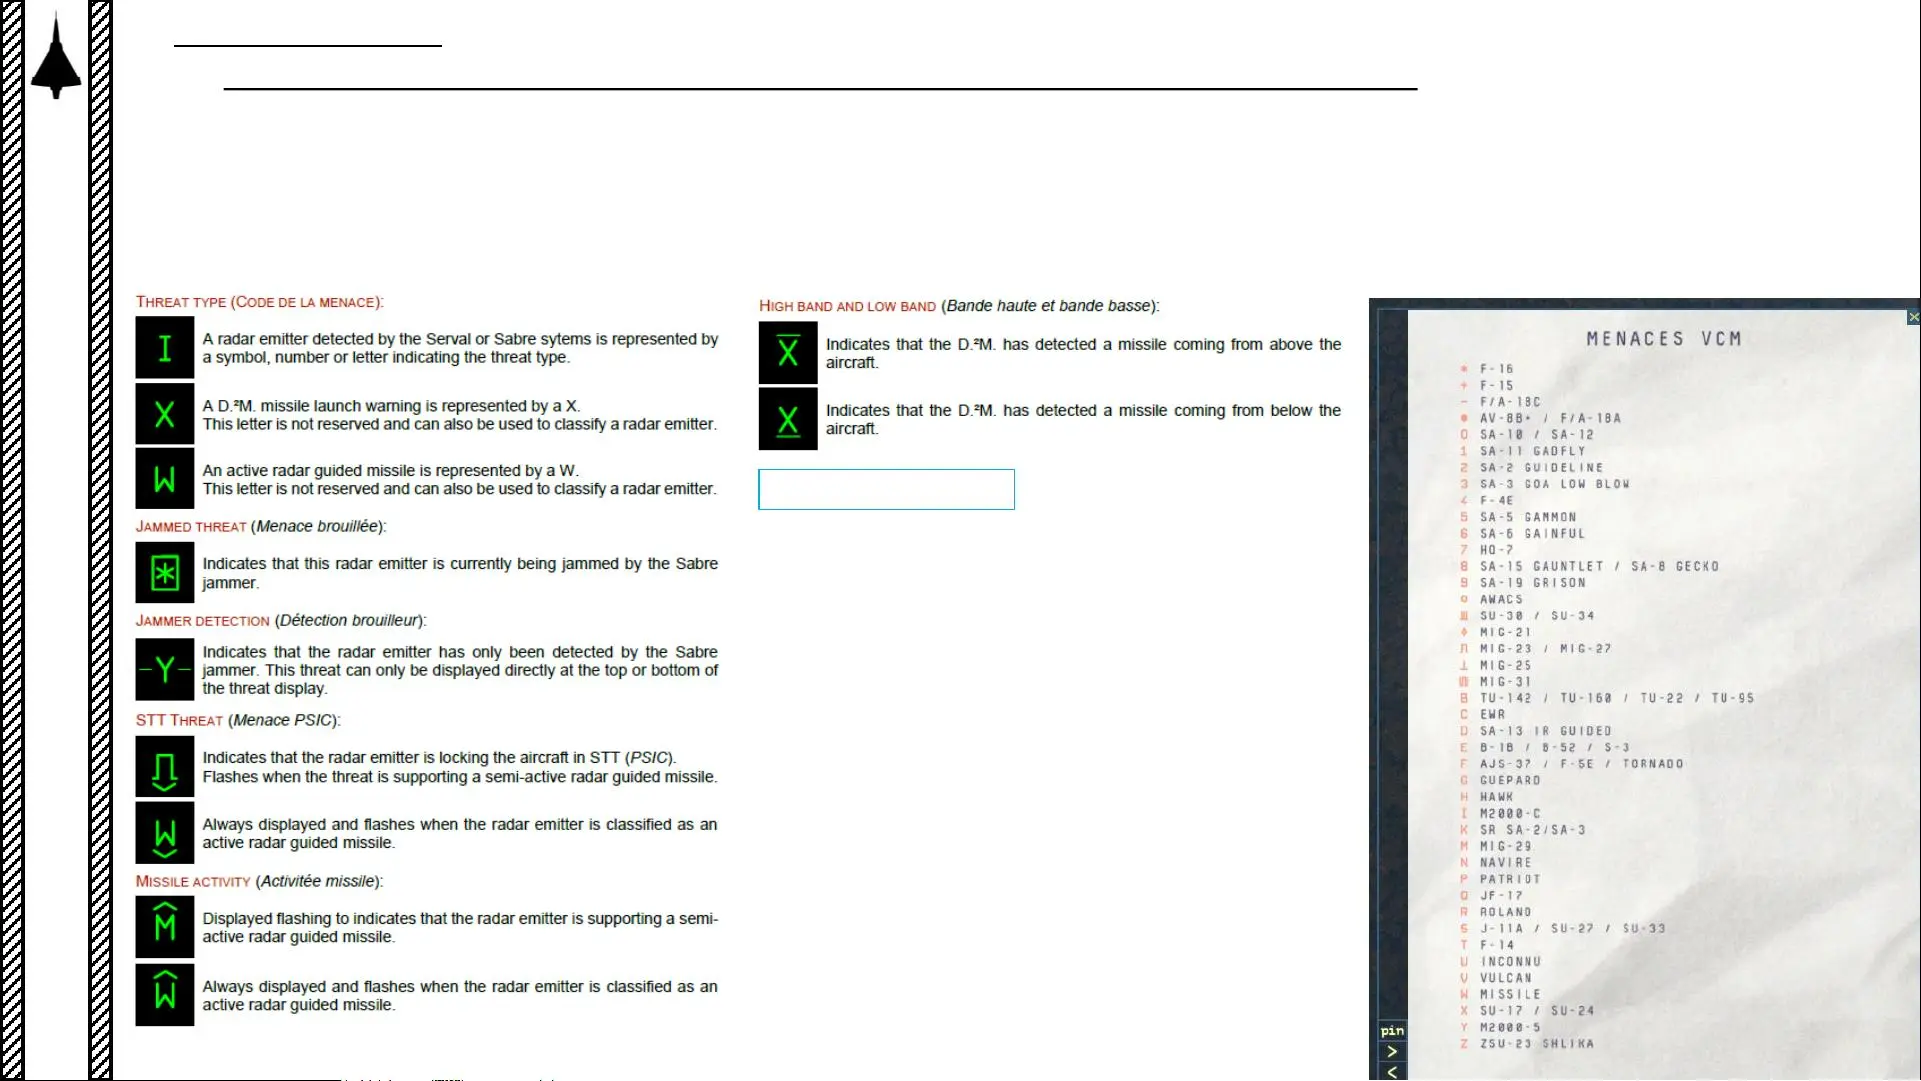 THREAT TYPE (CODE DE LA MENACE):
I
A radar emitter detected by the Serval or Sabre sytems is represented by
a symbol, number or letter indicating the threat type.
X
A D.²M. missile launch warning is represented by a X.
This letter is not reserved and can also be used to classify a radar emitter.
W
An active radar guided missile is represented by a W.
This letter is not reserved and can also be used to classify a radar emitter.
JAMMED THREAT (Menace brouillée):
*
Indicates that this radar emitter is currently being jammed by the Sabre
jammer.
JAMMER DETECTION (Détection brouilleur):
-Y-
Indicates that the radar emitter has only been detected by the Sabre
jammer. This threat can only be displayed directly at the top or bottom of
the threat display.
STT THREAT (Menace PSIC):
Indicates that the radar emitter is locking the aircraft in STT (PSIC).
Flashes when the threat is supporting a semi-active radar guided missile.
W
Always displayed and flashes when the radar emitter is classified as an
active radar guided missile.
MISSILE ACTIVITY (Activitée missile):
M
Displayed flashing to indicates that the radar emitter is supporting a semi-
active radar guided missile.
W
Always displayed and flashes when the radar emitter is classified as an
active radar guided missile.
HIGH BAND AND LOW BAND (Bande haute et bande basse):
X
Indicates that the D.²M. has detected a missile coming from above the
aircraft.
X
Indicates that the D.²M. has detected a missile coming from below the
aircraft.
MENACES VCM
* F-16
+ F-15
- F/A-18C
AV-8B+ / F/A-18A
0 SA-10 / SA-12
1 SA-11 GADFLY
2 SA-2 GUIDELINE
3 SA-3 GOA LOW BLOW
4 F-4E
5 SA-5 GAMMON
6 SA-6 GAINFUL
7 HQ-7
8 SA-15 GAUNTLET / SA-8 GECKO
9 SA-19 GRISON
AWACS
SU-30 / SU-34
MIG-21
MIG-23 / MIG-27
MIG-25
MIG-31
B TU-142 / TU-160 / TU-22 / TU-95
C EWR
D SA-13 IR GUIDED
E B-1B / B-52 / S-3
F AJS-37 / F-5E / TORNADO
G GUEPARD
H HAWK
I M2000-C
K SR SA-2/SA-3
M MIG-29
N NAVIRE
P PATRIOT
Q JF-17
R ROLAND
S J-11A / SU-27 / SU-33
T F-14
U INCONNU
V VULCAN
W MISSILE
X SU-17 / SU-24
Y M2000-5
Z ZSU-23 SHLIKA
pin
>
<